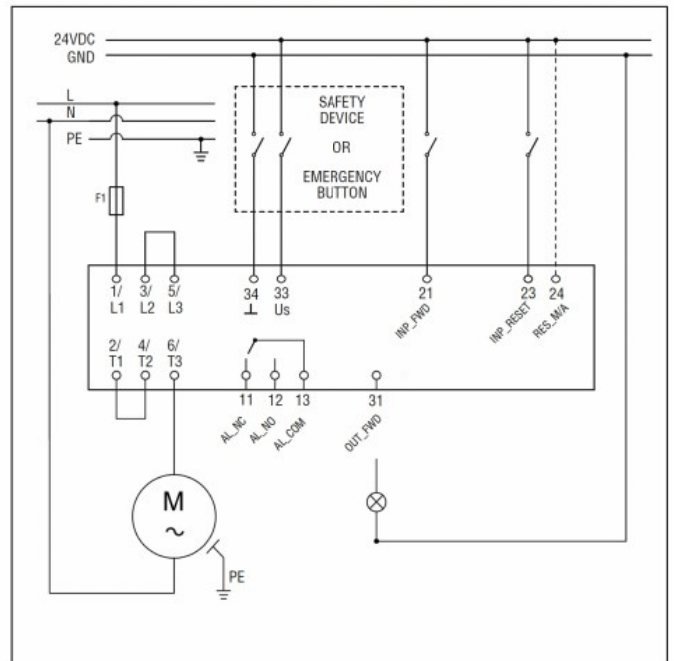 24VDC
GND
L
N
PE
SAFETY
DEVICE
OR
EMERGENCY
BUTTON
F1
1/
L1
3/
L2
5/
L3
34
⊥
33
Us
21
INP_FWD
23
INP_RESET
24
RES_M/A
2/
T1
4/
T2
6/
T3
11
AL_NC
12
AL_NO
13
AL_COM
31
OUT_FWD
M
~
PE